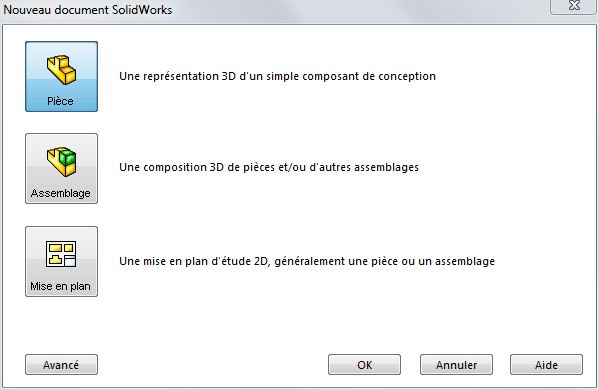 Nouveau document SolidWorks
Pièce
Une représentation 3D d'un simple composant de conception
Assemblage
Une composition 3D de pièces et/ou d'autres assemblages
Mise en plan
Une mise en plan d'étude 2D, généralement une pièce ou un assemblage
Avancé OK Annuler Aide